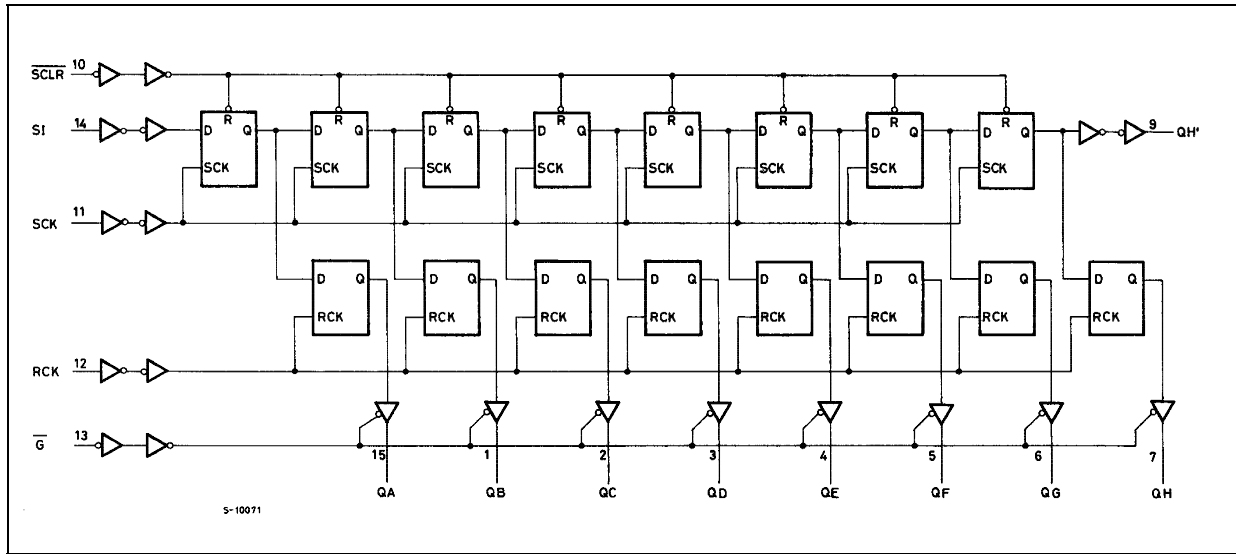 S̅C̅L̅R̅ 10
R R R R R R R R
SI 14 D Q D Q D Q D Q D Q D Q D Q D Q 9 QH'
SCK SCK SCK SCK SCK SCK SCK SCK
SCK 11
D Q D Q D Q D Q D Q D Q D Q D Q
RCK RCK RCK RCK RCK RCK RCK RCK
RCK 12
G̅ 13
15 1 2 3 4 5 6 7
QA QB QC QD QE QF QG QH
S-10071